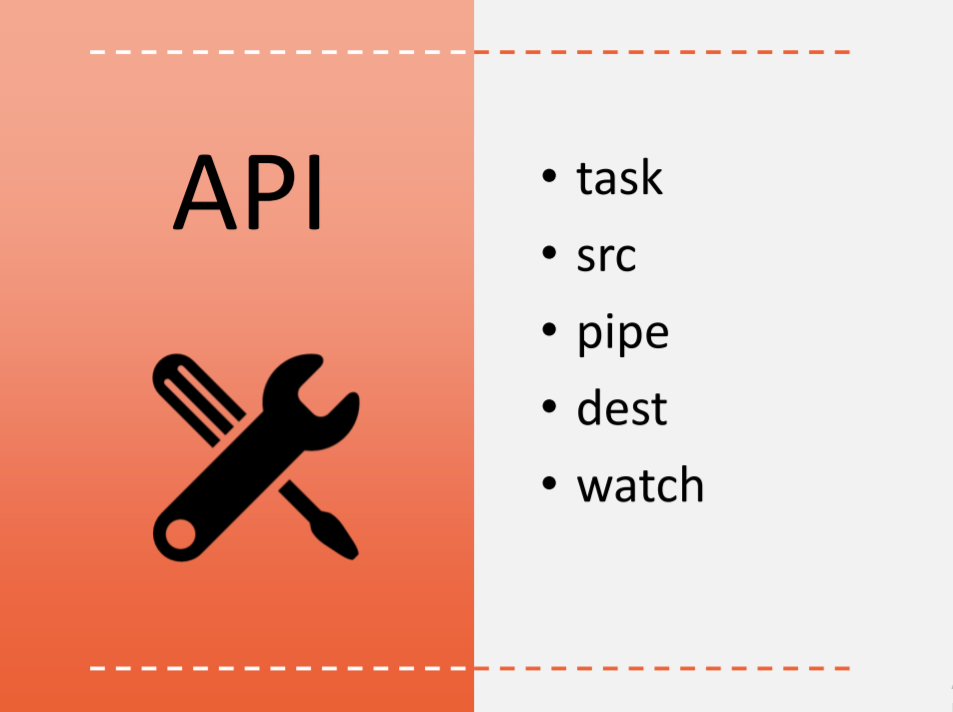 API
• task
• src
• pipe
• dest
• watch